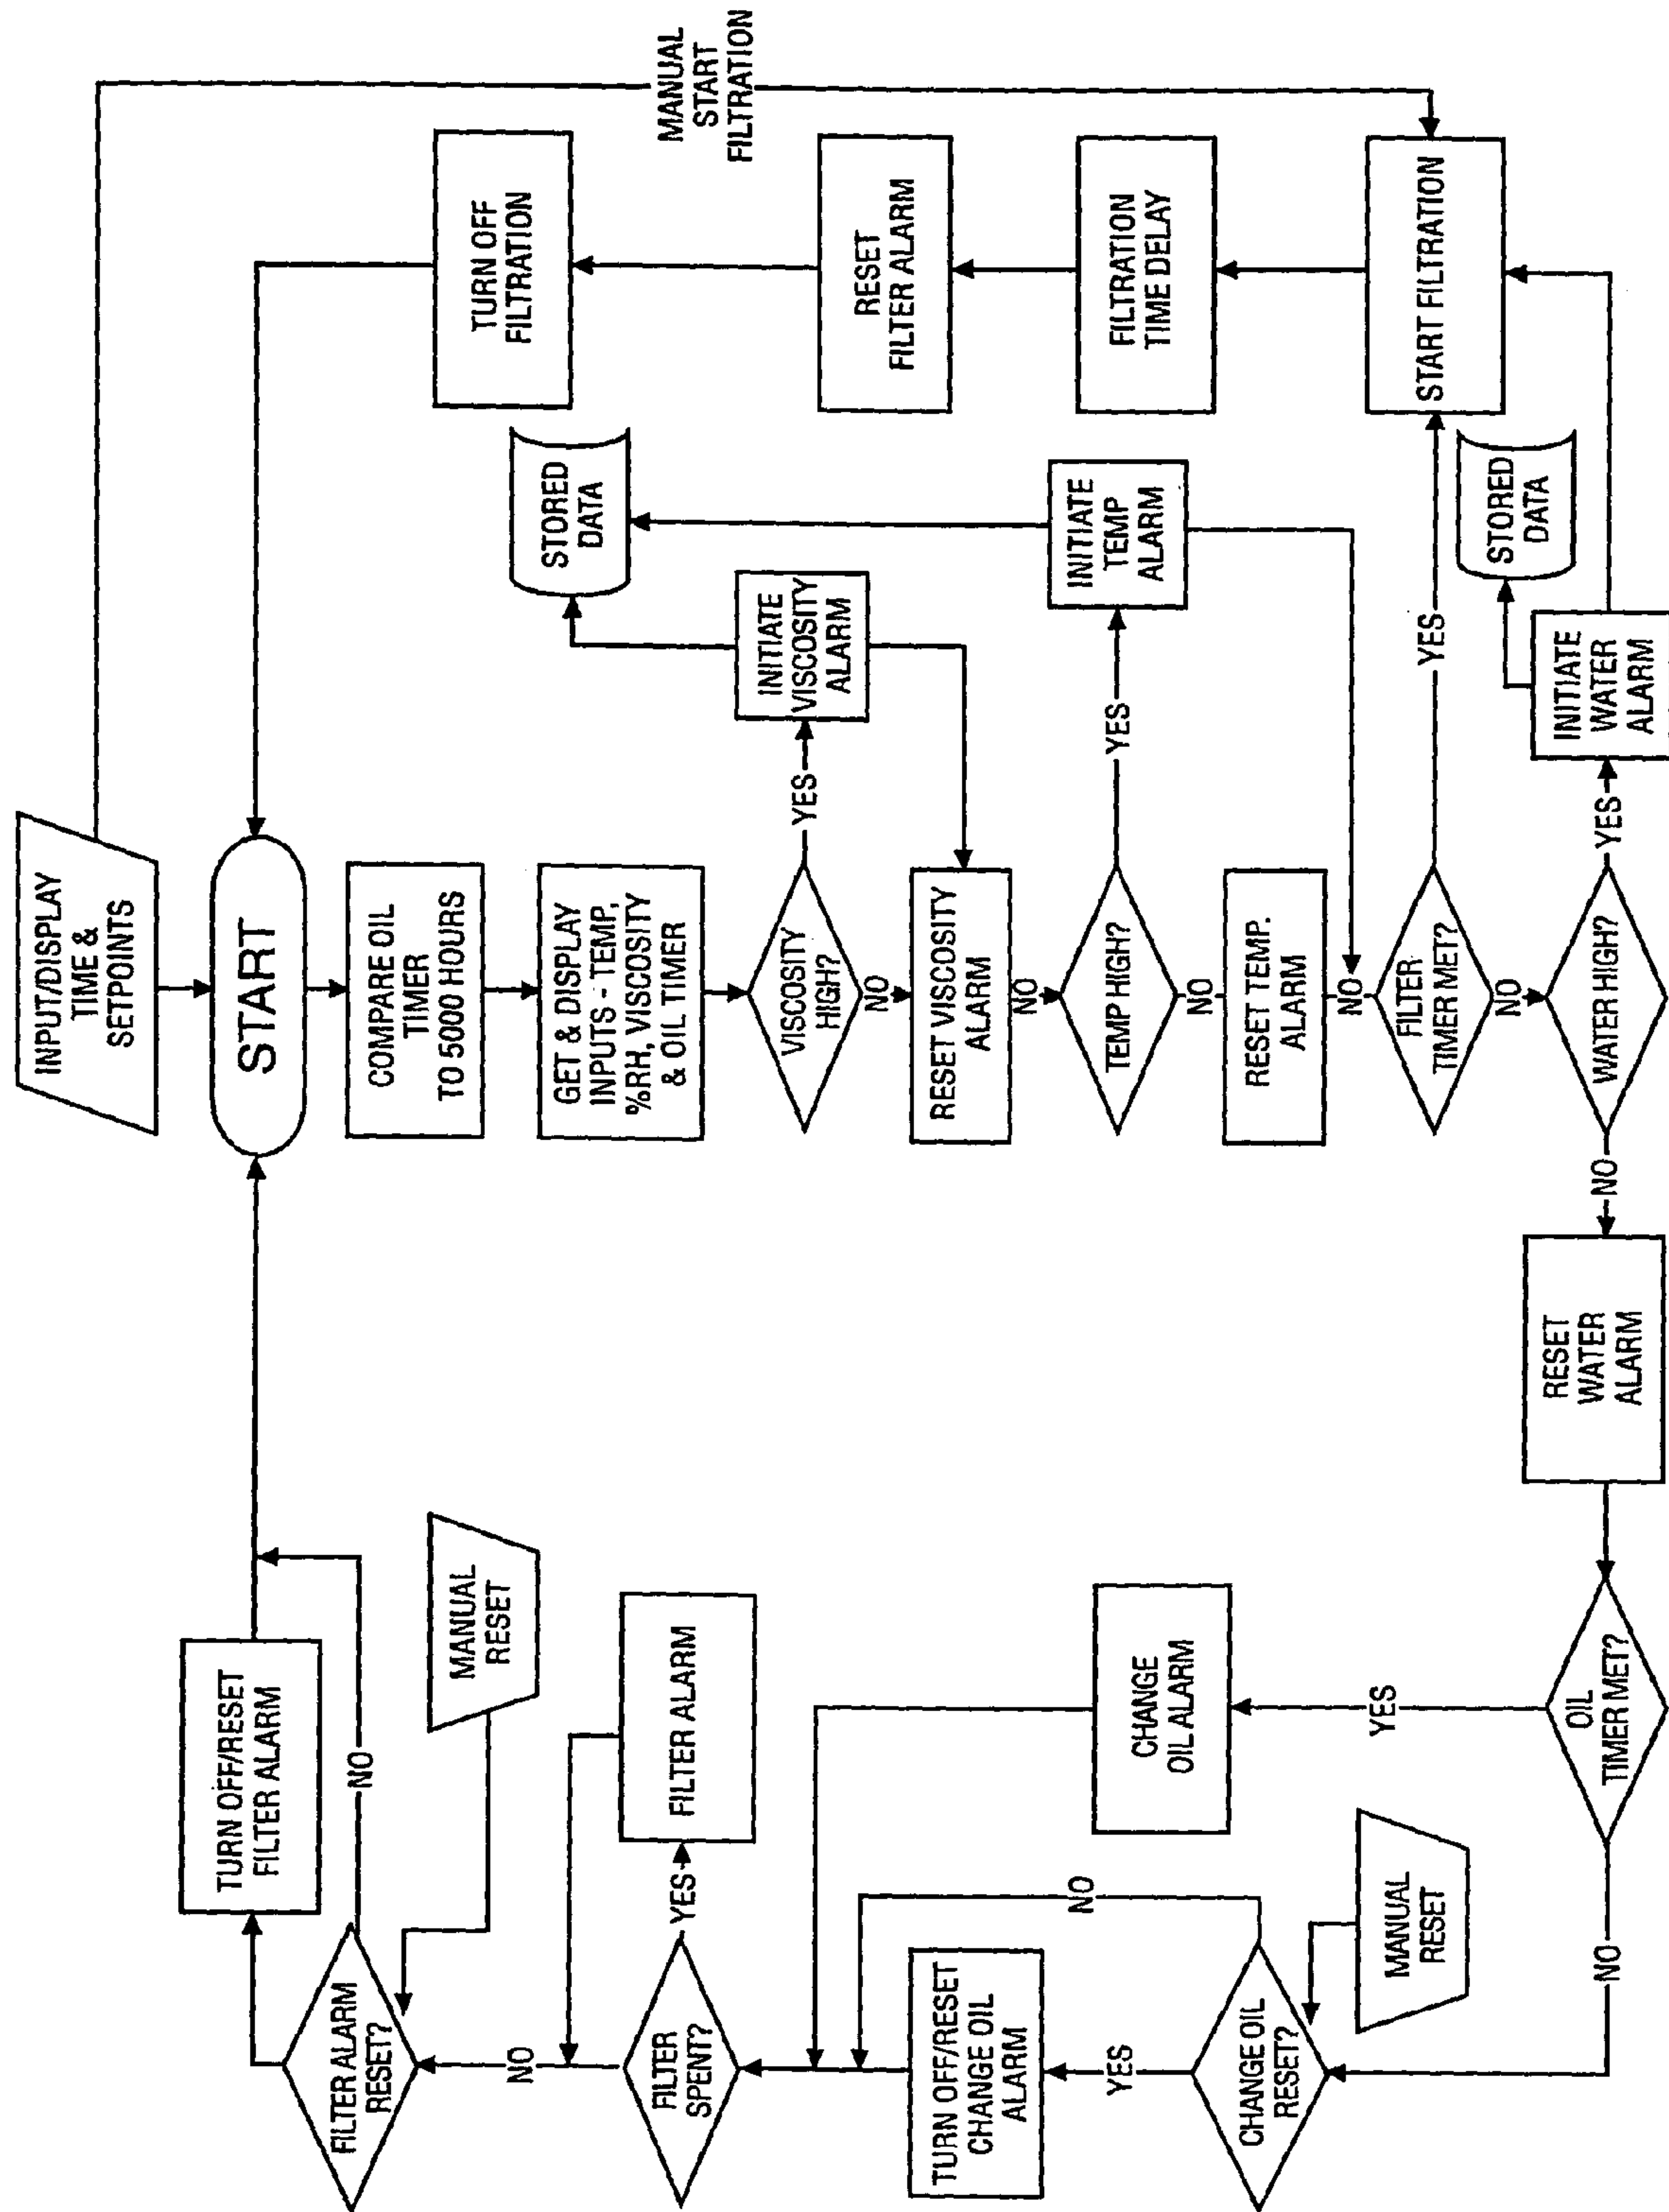 INPUT/DISPLAY
TIME &
SETPOINTS
START
COMPARE OIL
TIMER
TO 5000 HOURS
GET & DISPLAY
INPUTS - TEMP,
%RH, VISCOSITY
& OIL TIMER
VISCOSITY
HIGH?
YES
INITIATE
VISCOSITY
ALARM
STORED
DATA
NO
RESET VISCOSITY
ALARM
NO
TEMP HIGH?
YES
INITIATE
TEMP
ALARM
NO
RESET TEMP.
ALARM
NO
FILTER
TIMER MET?
YES
NO
WATER HIGH?
YES
INITIATE
WATER
ALARM
STORED
DATA
START FILTRATION
FILTRATION
TIME DELAY
RESET
FILTER ALARM
TURN OFF
FILTRATION
MANUAL
START
FILTRATION
NO
RESET
WATER
ALARM
OIL
TIMER MET?
YES
CHANGE
OIL ALARM
NO
CHANGE OIL
RESET?
MANUAL
RESET
NO
YES
TURN OFF/RESET
CHANGE OIL
ALARM
FILTER
SPENT?
YES
FILTER ALARM
NO
FILTER ALARM
RESET?
MANUAL
RESET
NO
TURN OFF/RESET
FILTER ALARM